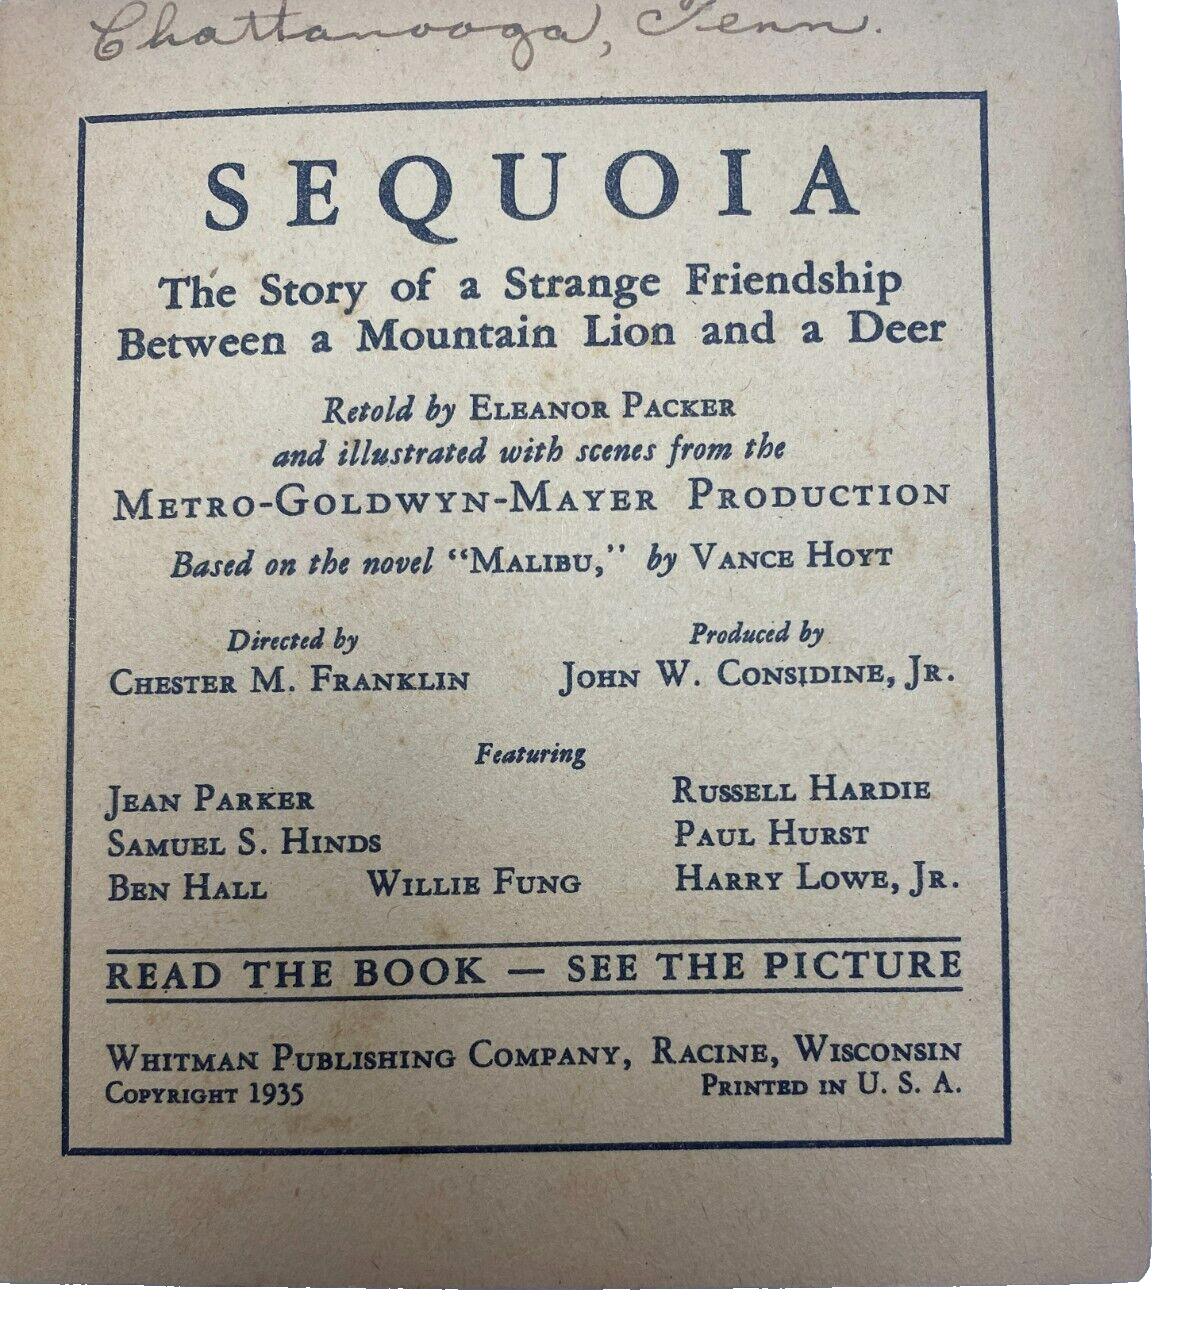 Chattanooga, Tenn.
SEQUOIA
The Story of a Strange Friendship
Between a Mountain Lion and a Deer
Retold by ELEANOR PACKER
and illustrated with scenes from the
METRO-GOLDWYN-MAYER PRODUCTION
Based on the novel "MALIBU," by VANCE HOYT
Directed by Produced by
CHESTER M. FRANKLIN JOHN W. CONSIDINE, JR.
Featuring
JEAN PARKER RUSSELL HARDIE
SAMUEL S. HINDS PAUL HURST
BEN HALL WILLIE FUNG HARRY LOWE, JR.
READ THE BOOK — SEE THE PICTURE
WHITMAN PUBLISHING COMPANY, RACINE, WISCONSIN
COPYRIGHT 1935 PRINTED IN U. S. A.